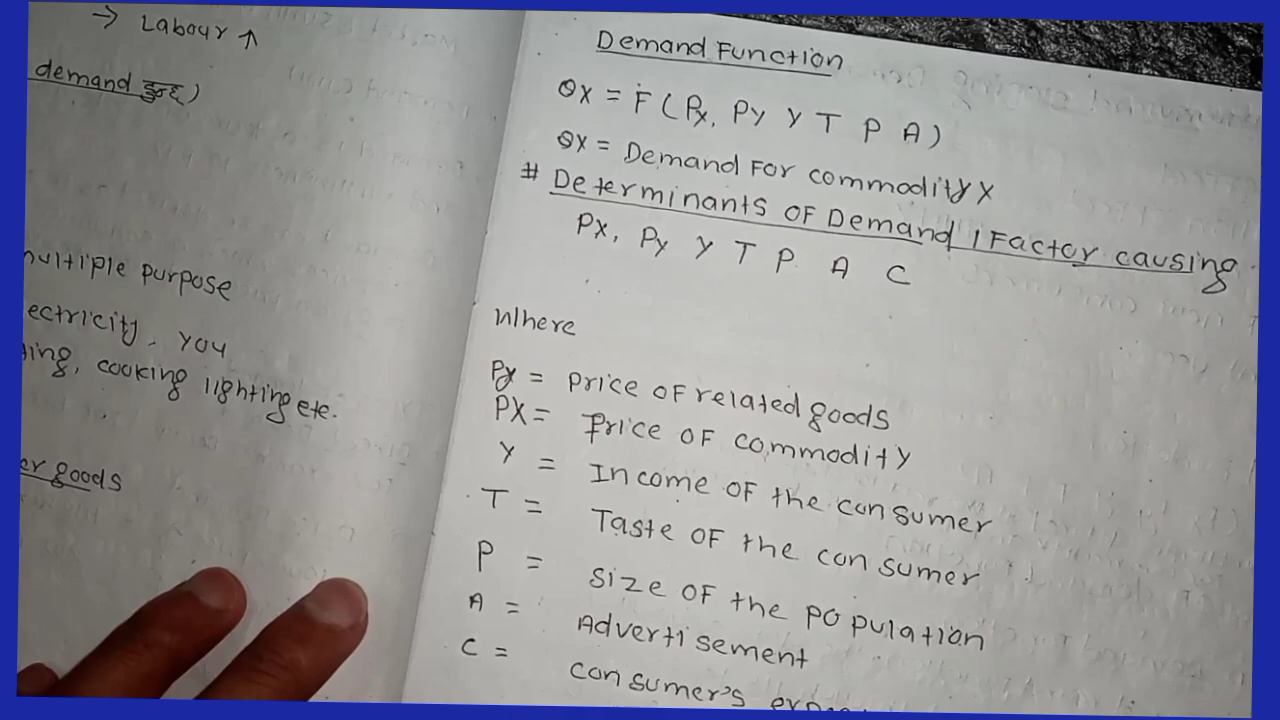 → Labour ↑
demand हुन्छ)
multiple purpose
ectricity, you
ting, cooking lighting etc.
er goods
Demand Function
Qx = F (Px, Py Y T P A)
Qx = Demand For commodity x
# Determinants OF Demand / Factor causing
Px, Py Y T P A C
Where
Py = price of related goods
PX = Price of commodity
Y = Income of the consumer
T = Taste of the consumer
P = Size of the population
A = Advertisement
C = consumer's